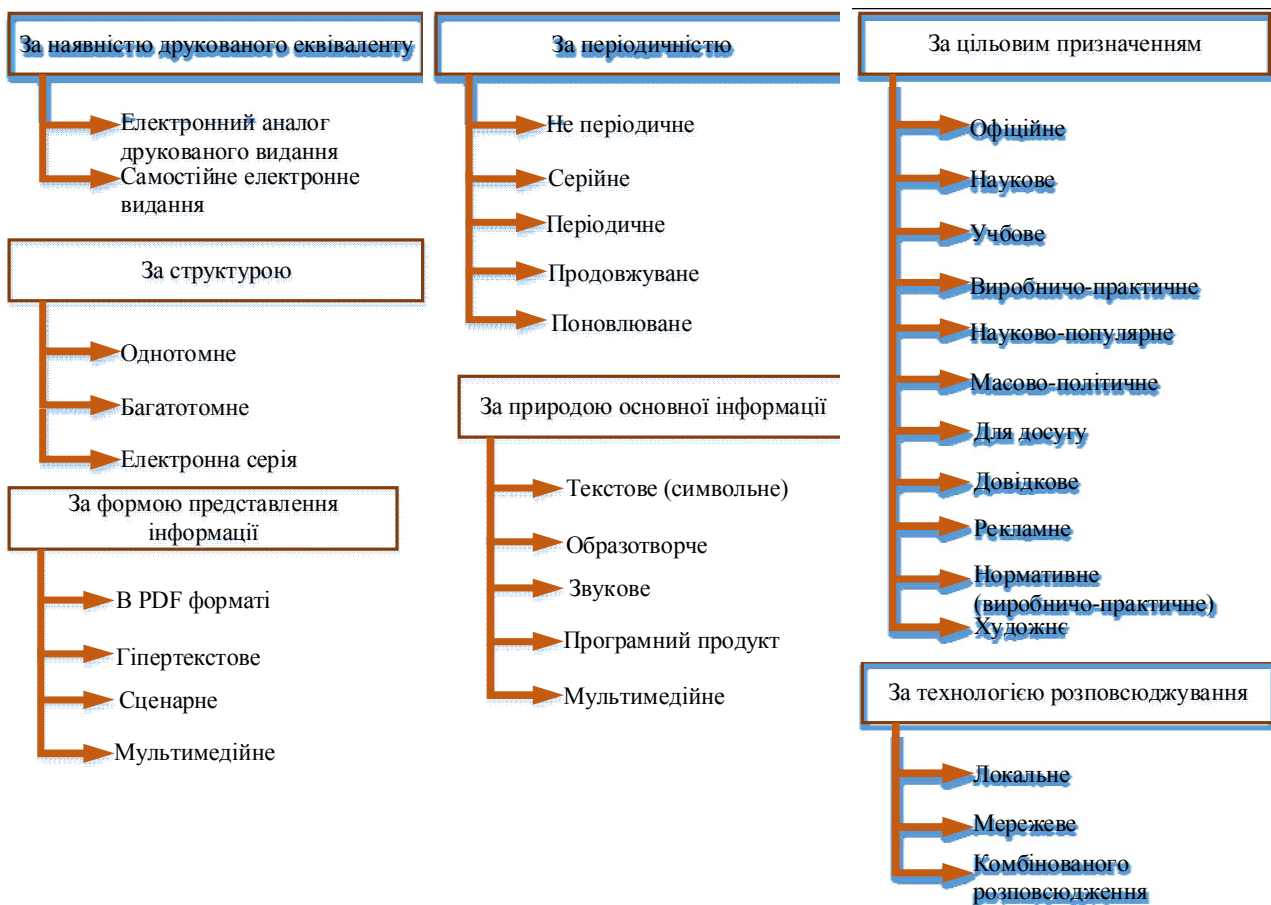 За наявністю друкованого еквіваленту
Електронний аналог
друкованого видання
Самостійне електронне
видання
За структурою
Однотомне
Багатотомне
Електронна серія
За формою представлення
інформації
В PDF форматі
Гіпертекстове
Сценарне
Мультимедійне
За періодичністю
Не періодичне
Серійне
Періодичне
Продовжуване
Поновлюване
За природою основної інформації
Текстове (символьне)
Образотворче
Звукове
Програмний продукт
Мультимедійне
За цільовим призначенням
Офіційне
Наукове
Учбове
Виробничо-практичне
Науково-популярне
Масово-політичне
Для досугу
Довідкове
Рекламне
Нормативне
(виробничо-практичне)
Художнє
За технологією розповсюджування
Локальне
Мережеве
Комбінованого
розповсюдження